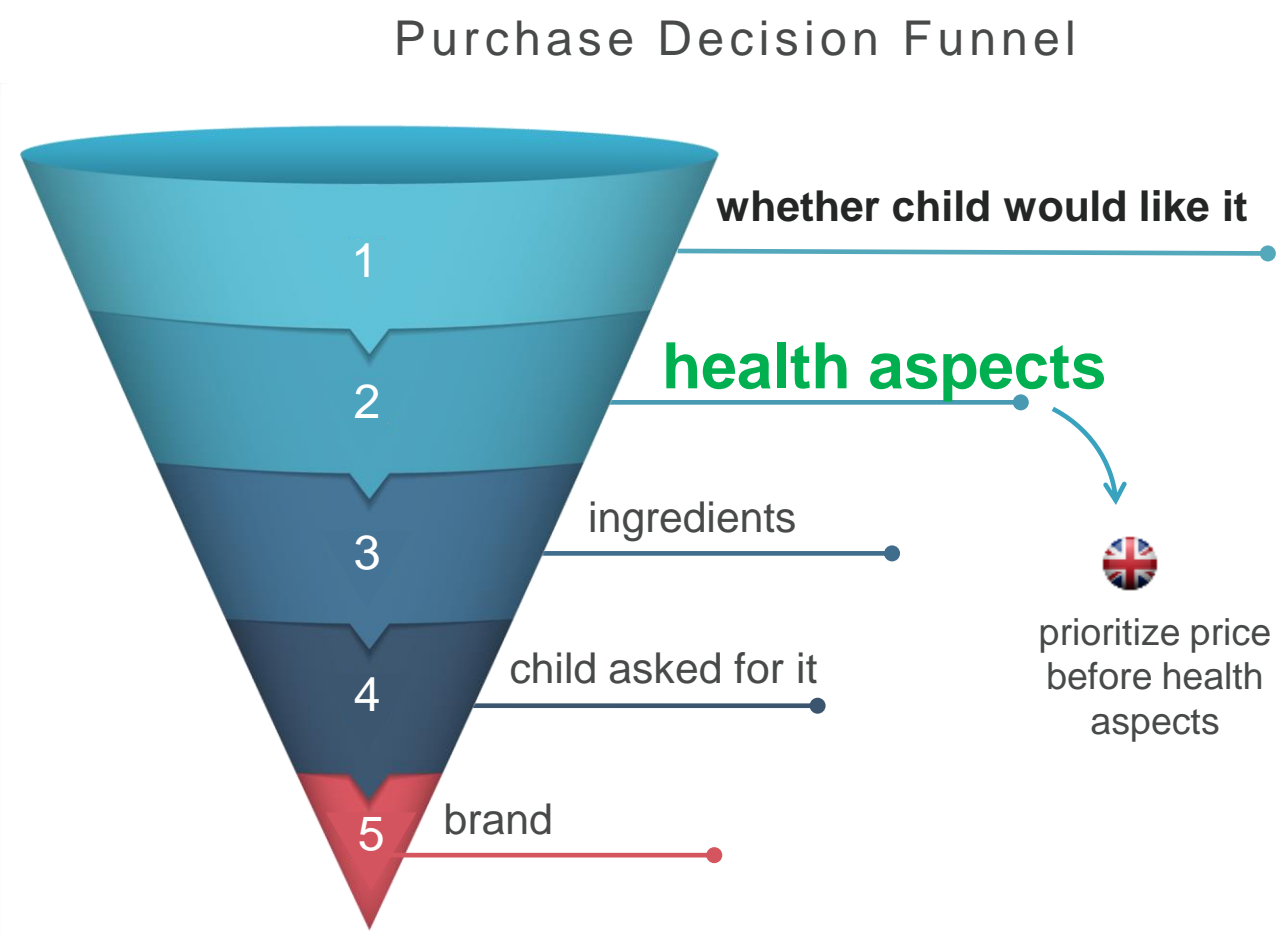 Purchase Decision Funnel
1
whether child would like it
2
health aspects
3
ingredients
prioritize price
before health
aspects
4
child asked for it
5
brand